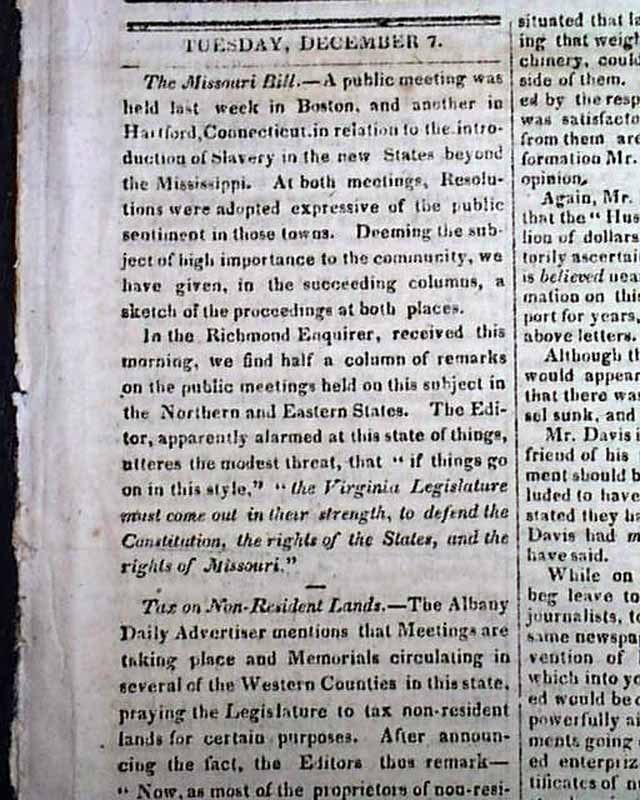 TUESDAY, DECEMBER 7.
The Missouri Bill.—A public meeting was
held last week in Boston, and another in
Hartford, Connecticut. in relation to the intro-
duction of Slavery in the new States beyond
the Mississippi. At both meetings, Resolu-
tions were adopted expressive of the public
sentiment in those towns. Deeming the sub-
ject of high importance to the community, we
have given, in the succeeding columns, a
sketch of the proceedings at both places.
In the Richmond Enquirer, received this
morning, we find half a column of remarks
on the public meetings held on this subject in
the Northern and Eastern States. The Edi-
tor, apparently alarmed at this state of things,
utteres the modest threat, that "if things go
on in this style," "the Virginia Legislature
must come out in their strength, to defend the
Constitution, the rights of the States, and the
rights of Missouri."
Tax on Non-Resident Lands.—The Albany
Daily Advertiser mentions that Meetings are
taking place and Memorials circulating in
several of the Western Counties in this state,
praying the Legislature to tax non-resident
lands for certain purposes. After announ-
cing the fact, the Editors thus remark—
"Now, as most of the proprietors of non-resi-
situated that
ing that weigh
chinery, could
side of them.
ed by the resp
was satisfacto
from them are
formation Mr.
opinion.
Again, Mr.
that the "Hus
lion of dollars
torily ascertai
is believed nea
mation on this
port for years,
above letters.
Although th
would appear
that there was
sel sunk, and
Mr. Davis i
friend of his
ment should b
luded to have
stated they ha
Davis had m
have said.
While on
beg leave to
journalists, to
same newspa
vention of
which into yo
ed would be c
powerfully ai
ments going
ed enterpriz
tificates of n